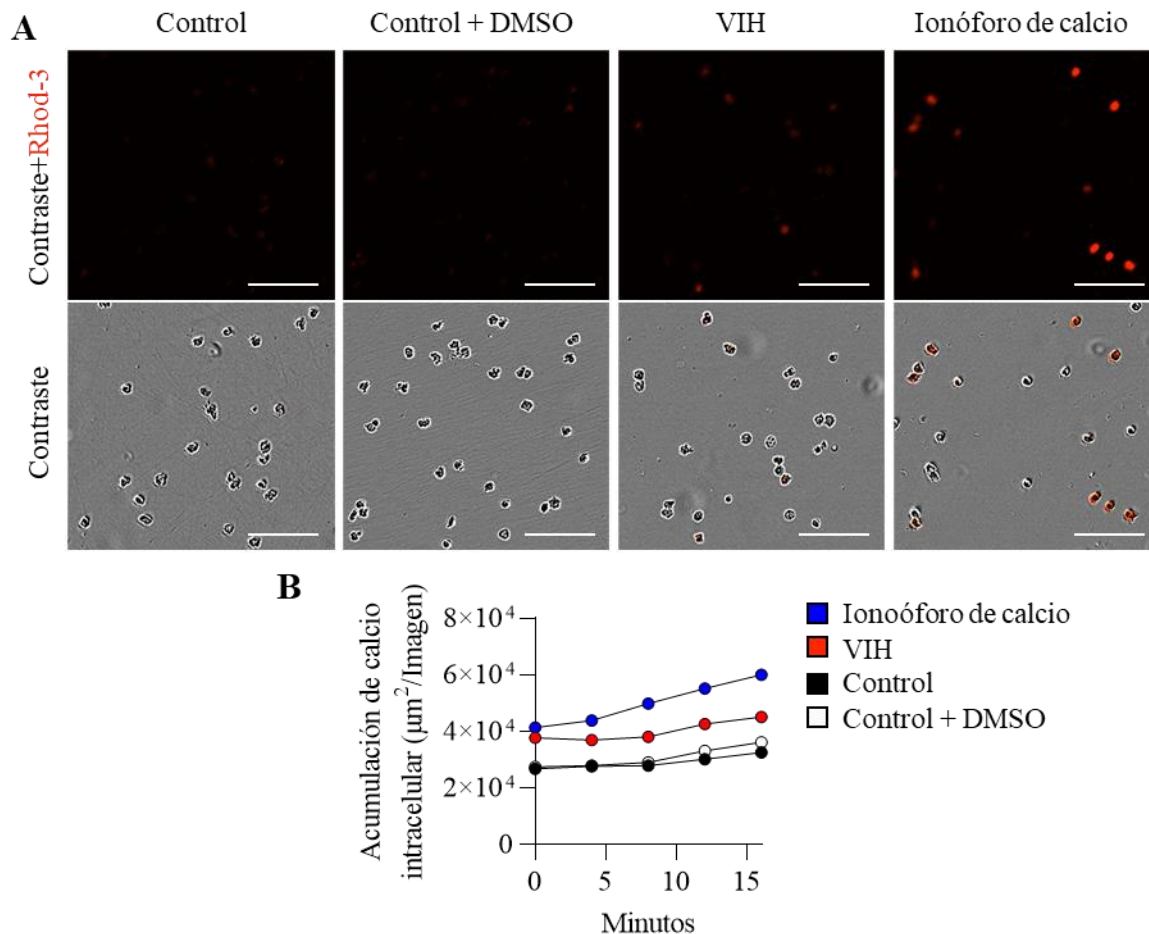 A
Control
Control + DMSO
VIH
Ionóforo de calcio
Contraste+Rhod-3
Contraste
B
Acumulación de calcio
intracelular (μm²/Imagen)
8×10⁴
6×10⁴
4×10⁴
2×10⁴
0
0
5
10
15
Minutos
Ionoóforo de calcio
VIH
Control
Control + DMSO